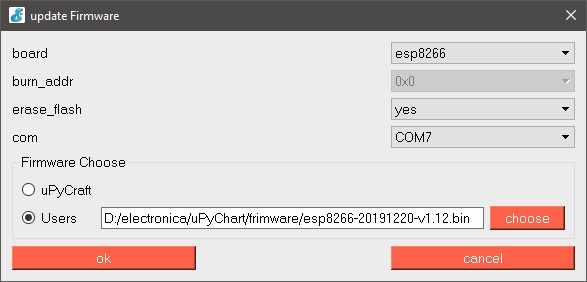 update Firmware
board esp8266
burn_addr 0x0
erase_flash yes
com COM7
Firmware Choose
uPyCraft
Users D:/electronica/uPyChart/frimware/esp8266-20191220-v1.12.bin choose
ok cancel